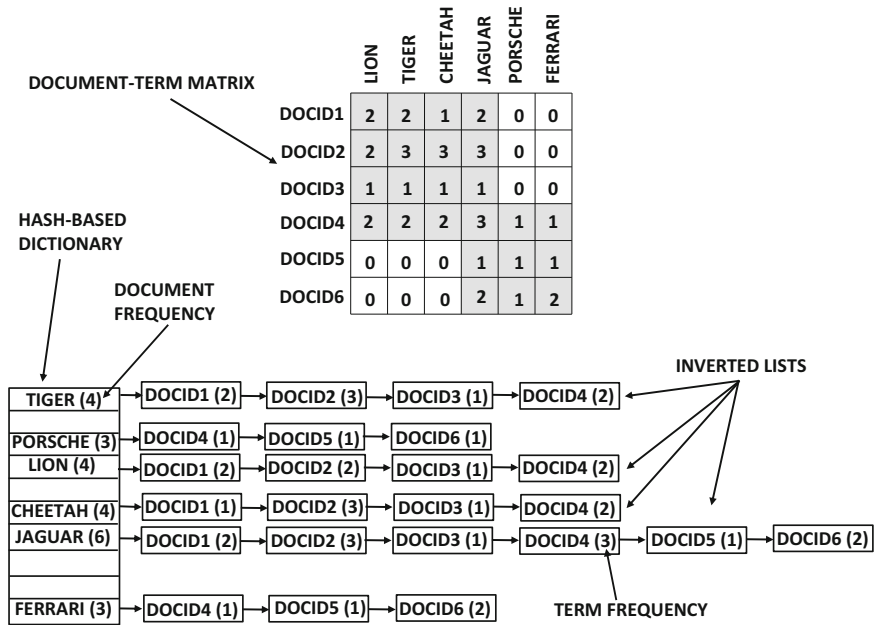 LION TIGER CHEETAH JAGUAR PORSCHE FERRARI
DOCUMENT-TERM MATRIX
DOCID1 2 2 1 2 0 0
DOCID2 2 3 3 3 0 0
DOCID3 1 1 1 1 0 0
DOCID4 2 2 2 3 1 1
DOCID5 0 0 0 1 1 1
DOCID6 0 0 0 2 1 2
HASH-BASED
DICTIONARY
DOCUMENT
FREQUENCY
INVERTED LISTS
TIGER (4) DOCID1 (2) DOCID2 (3) DOCID3 (1) DOCID4 (2)
PORSCHE (3) DOCID4 (1) DOCID5 (1) DOCID6 (1)
LION (4) DOCID1 (2) DOCID2 (2) DOCID3 (1) DOCID4 (2)
CHEETAH (4) DOCID1 (1) DOCID2 (3) DOCID3 (1) DOCID4 (2)
JAGUAR (6) DOCID1 (2) DOCID2 (3) DOCID3 (1) DOCID4 (3) DOCID5 (1) DOCID6 (2)
FERRARI (3) DOCID4 (1) DOCID5 (1) DOCID6 (2)
TERM FREQUENCY